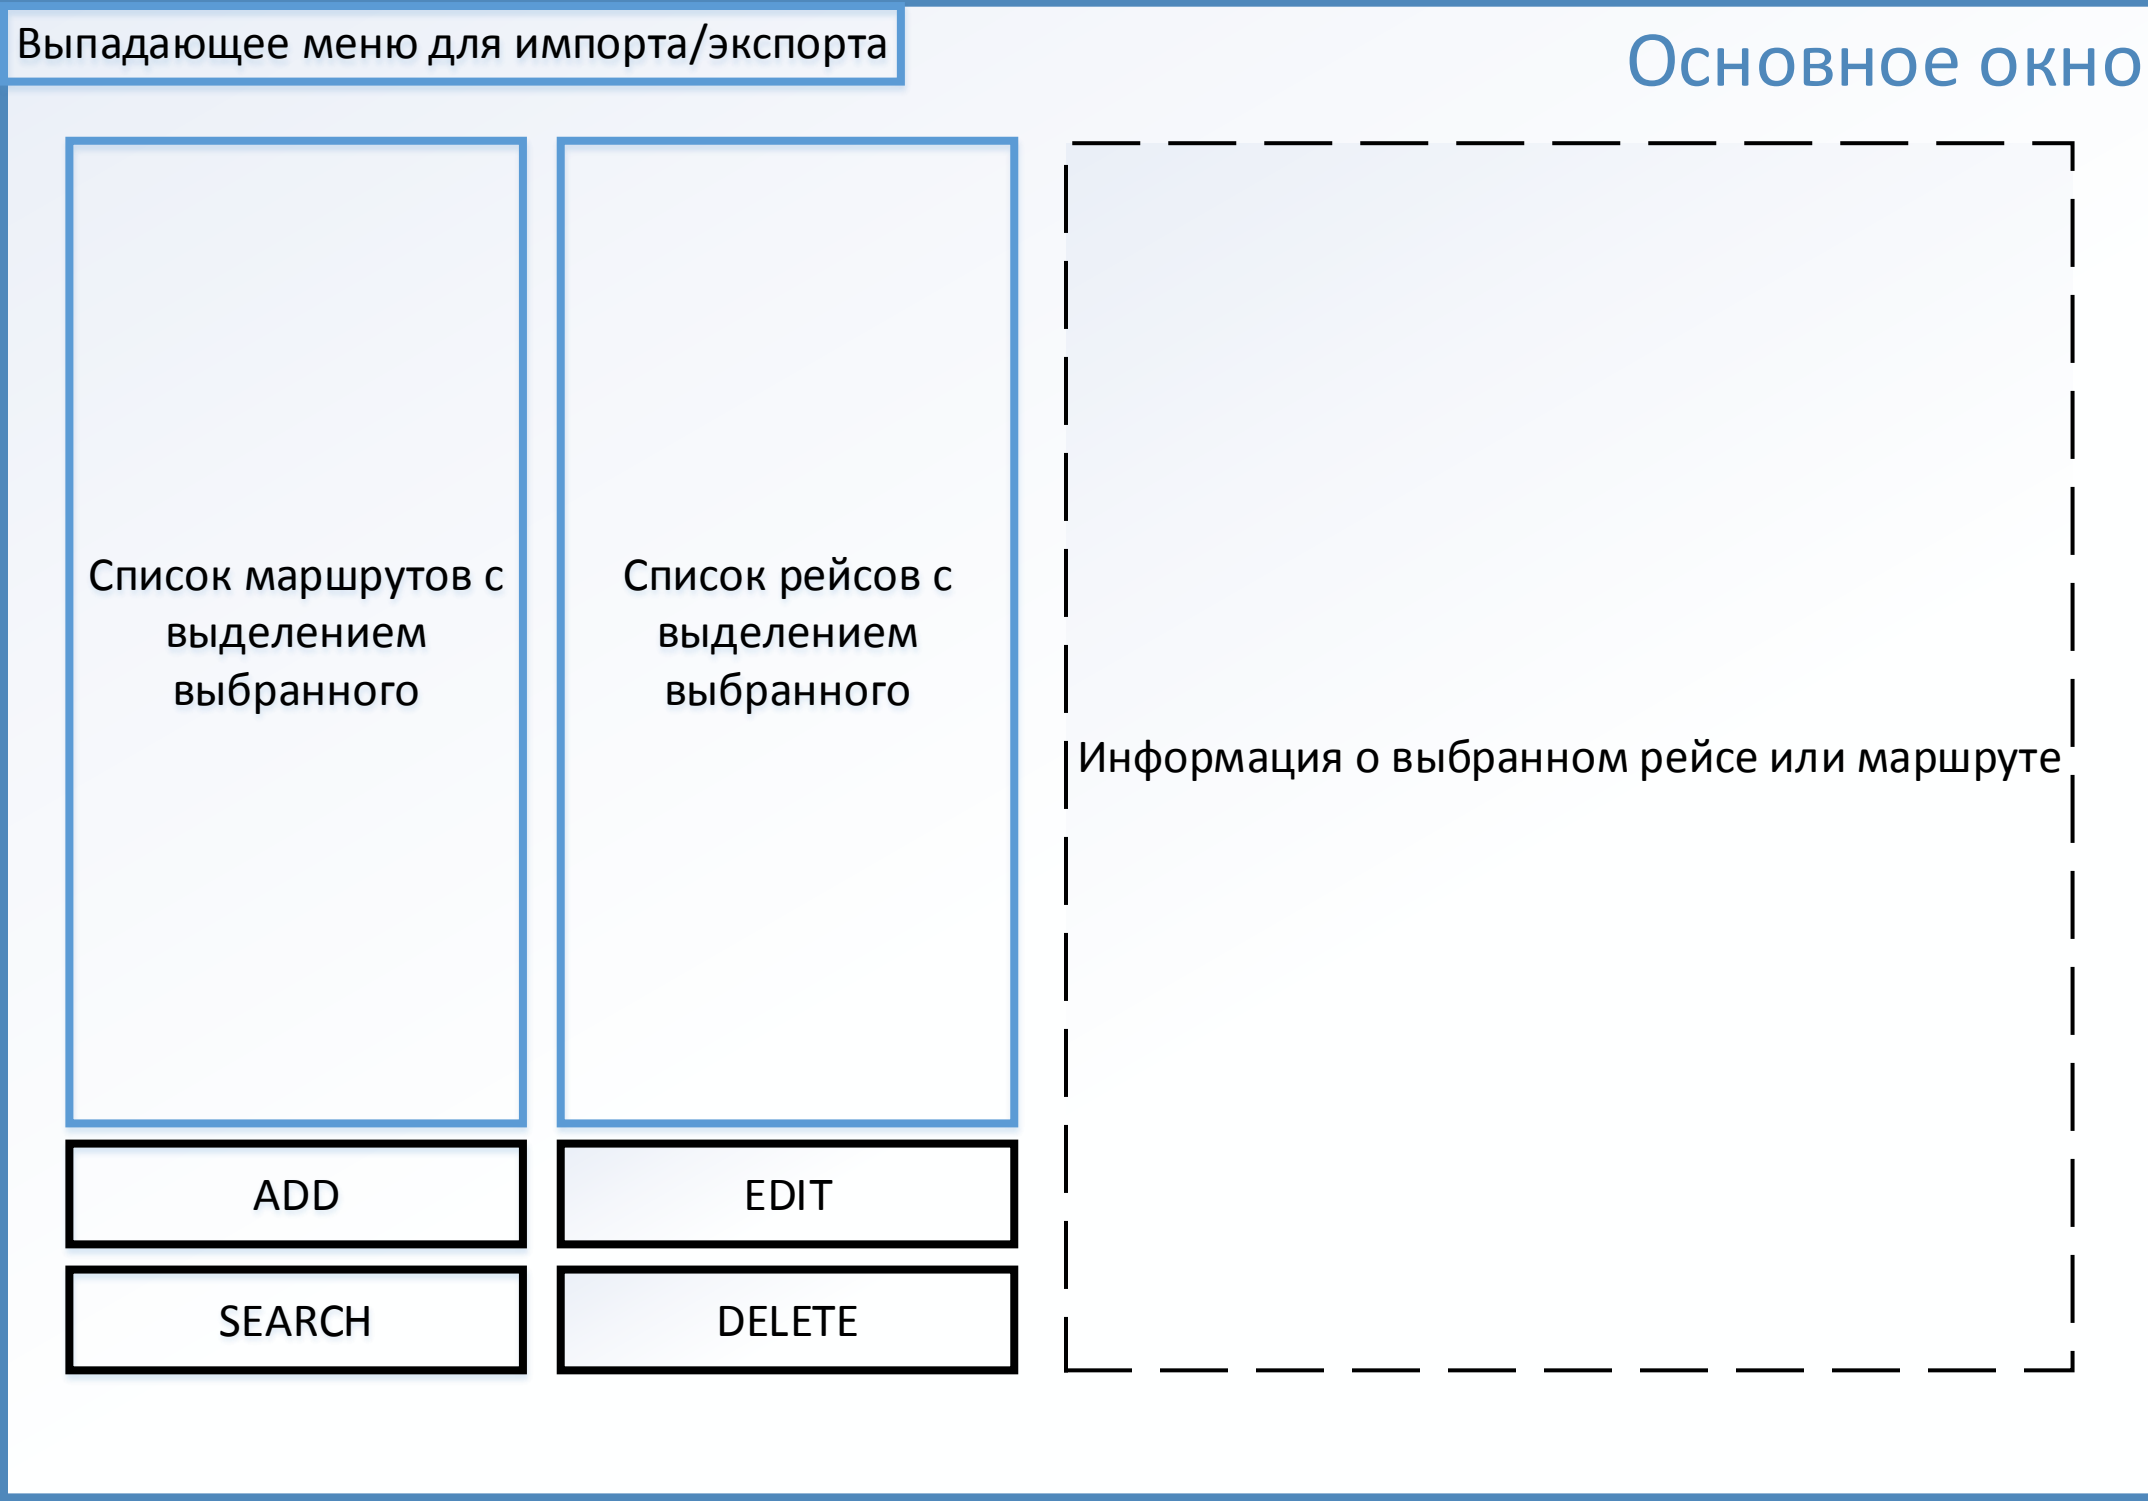 Выпадающее меню для импорта/экспорта
Основное окно
Список маршрутов с
выделением
выбранного
Список рейсов с
выделением
выбранного
Информация о выбранном рейсе или маршруте
ADD
EDIT
SEARCH
DELETE